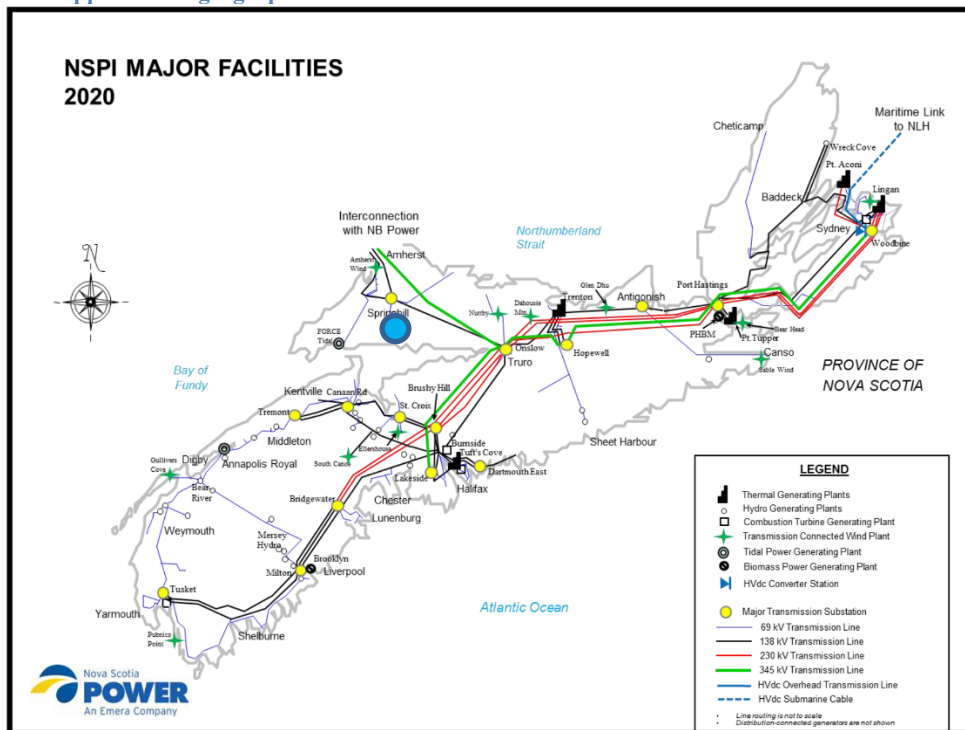 NSPI MAJOR FACILITIES
2020
Maritime Link
to NLH
Cheticamp
Wreck Cove
Pt. Aconi
Lingan
Baddeck
Sydney
Woodbine
Interconnection
with NB Power
Northumberland
Strait
Amherst
Amherst
Wind
Springhill
FORCE
Tidal
N
Nuttby
Dahousie
Mtn
Glen Dhu
Trenton
Antigonish
Port Hastings
PHBM
Pt.Tupper
Bear Head
Canso
Sable Wind
Onslow
Truro
Hopewell
PROVINCE OF
NOVA SCOTIA
Bay of
Fundy
Kentville
Canaan Rd
Brushy Hill
St. Croix
Tremont
Middleton
Ellershouse
Burnside
Tuft's Cove
Sheet Harbour
Digby
Gullivers
Cove
Annapolis Royal
South Canoe
Lakeside
Dartmouth East
Halifax
Bear
River
Bridgewater
Chester
Lunenburg
Weymouth
Mersey
Hydro
Brooklyn
Milton
Liverpool
Tusket
Yarmouth
Shelburne
Pubnico
Point
Atlantic Ocean
Nova Scotia
POWER
An Emera Company
LEGEND
Thermal Generating Plants
Hydro Generating Plants
Combustion Turbine Generating Plant
Transmission Connected Wind Plant
Tidal Power Generating Plant
Biomass Power Generating Plant
HVdc Converter Station
Major Transmission Substation
69 kV Transmission Line
138 kV Transmission Line
230 kV Transmission Line
345 kV Transmission Line
HVdc Overhead Transmission Line
HVdc Submarine Cable
• Line routing is not to scale
• Distribution-connected generators are not shown